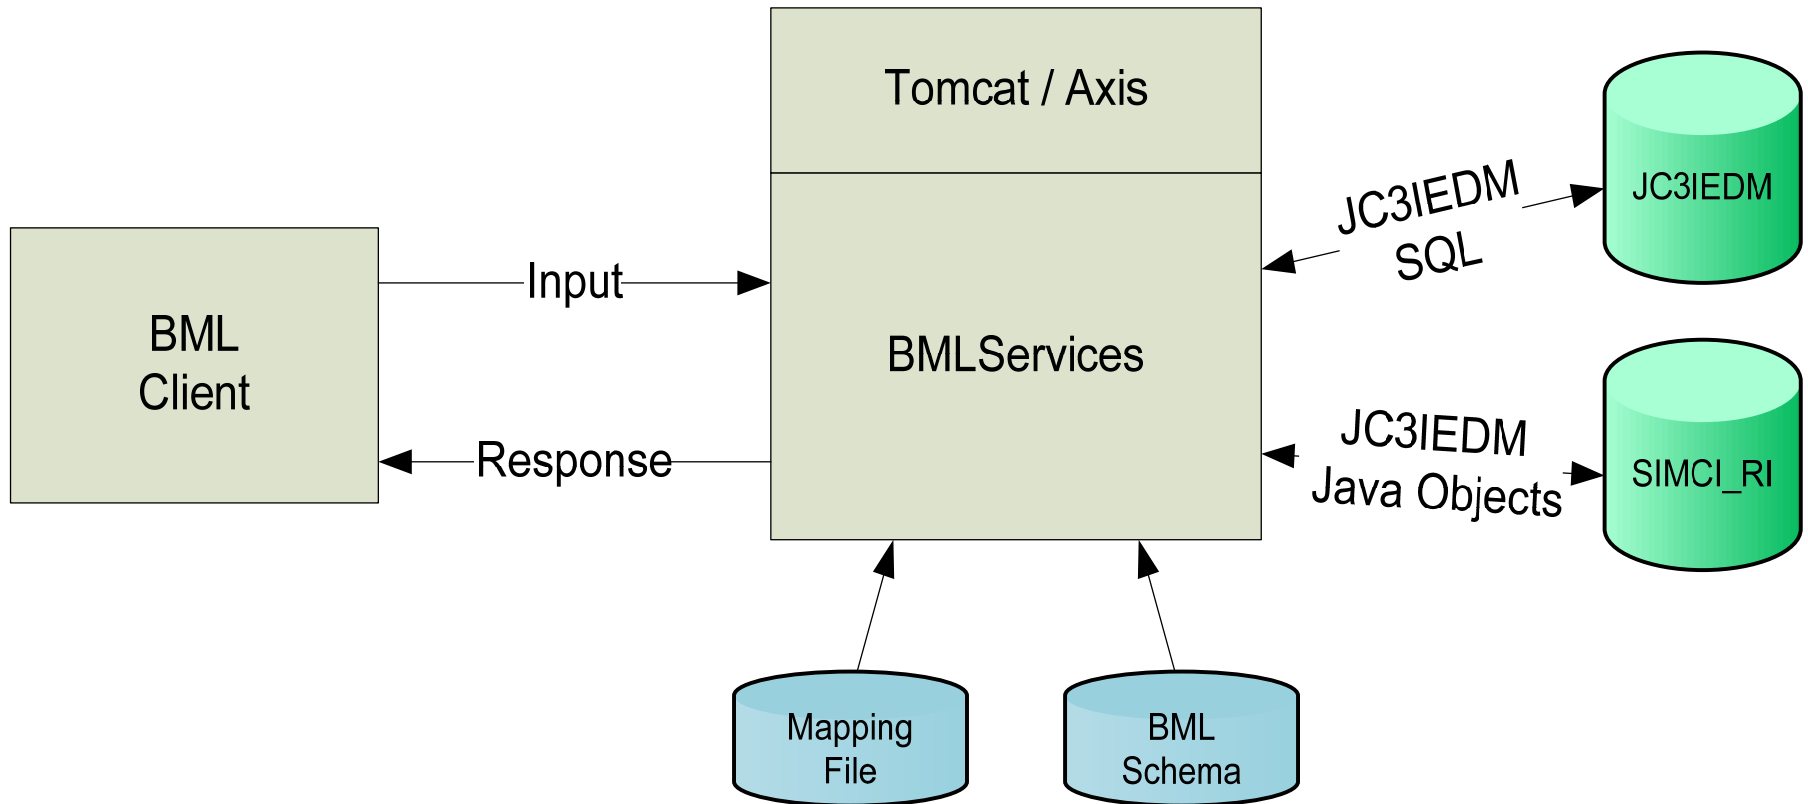 Tomcat / Axis
JC3IEDM
SQL
JC3IEDM
BML
Client
Input
Response
BMLServices
JC3IEDM
Java Objects
SIMCI_RI
Mapping
File
BML
Schema